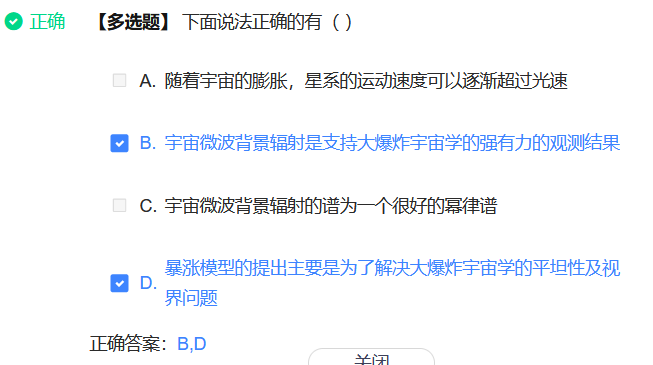 正确 【多选题】 下面说法正确的有（ ）
A. 随着宇宙的膨胀，星系的运动速度可以逐渐超过光速
B. 宇宙微波背景辐射是支持大爆炸宇宙学的强有力的观测结果
C. 宇宙微波背景辐射的谱为一个很好的幂律谱
D. 暴涨模型的提出主要是为了解决大爆炸宇宙学的平坦性及视
界问题
正确答案：B,D
关闭